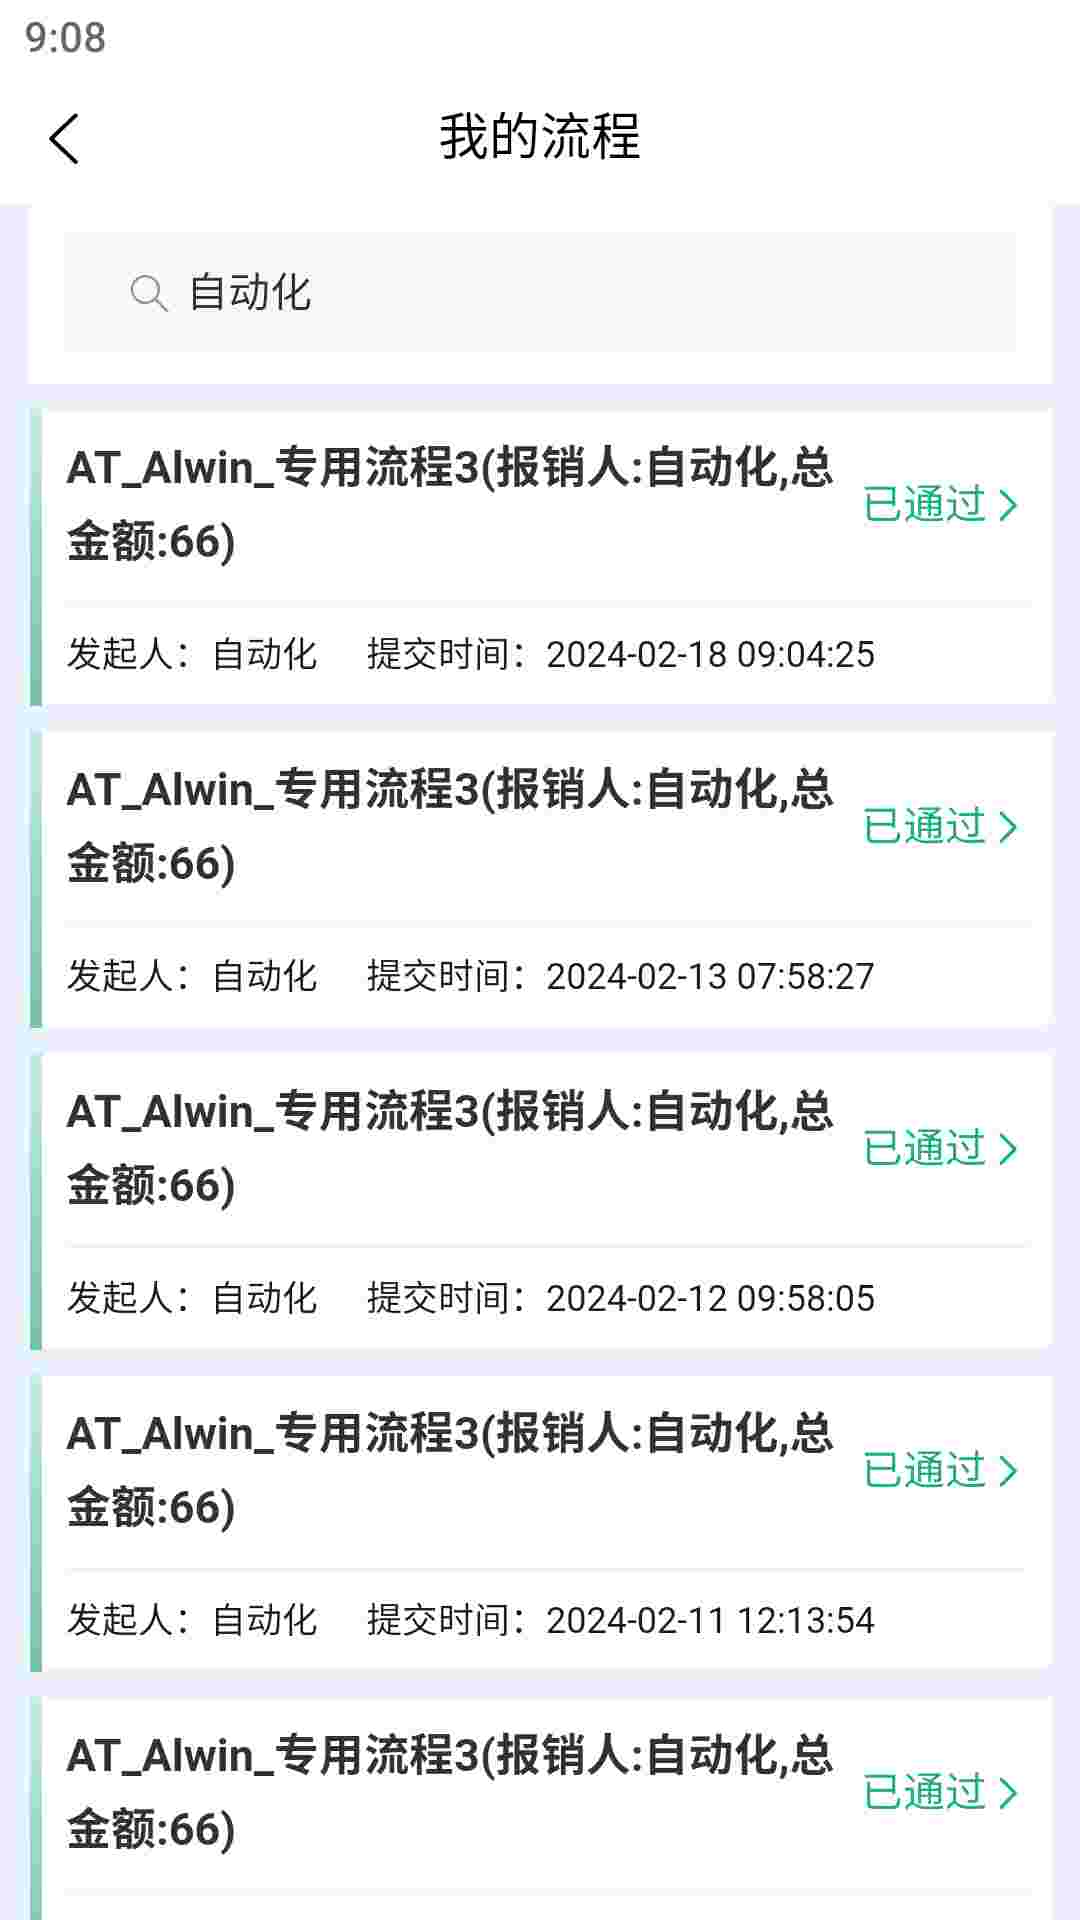 9:08
我的流程
自动化
AT_Alwin_专用流程3(报销人:自动化,总
金额:66)
已通过
发起人：自动化 提交时间：2024-02-18 09:04:25
AT_Alwin_专用流程3(报销人:自动化,总
金额:66)
已通过
发起人：自动化 提交时间：2024-02-13 07:58:27
AT_Alwin_专用流程3(报销人:自动化,总
金额:66)
已通过
发起人：自动化 提交时间：2024-02-12 09:58:05
AT_Alwin_专用流程3(报销人:自动化,总
金额:66)
已通过
发起人：自动化 提交时间：2024-02-11 12:13:54
AT_Alwin_专用流程3(报销人:自动化,总
金额:66)
已通过